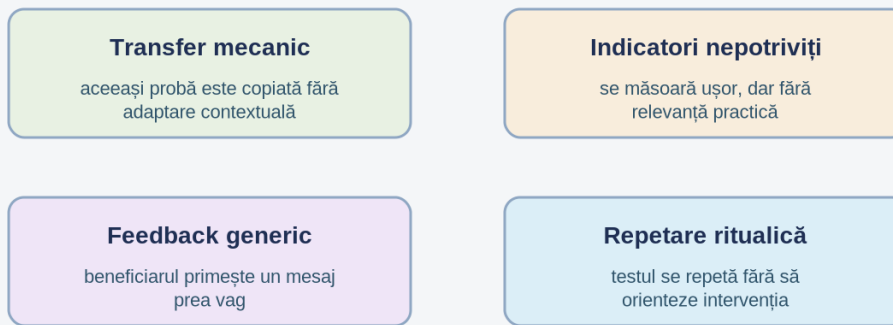 Transfer mecanic
aceeași probă este copiată fără
adaptare contextuală
Indicatori nepotriviți
se măsoară ușor, dar fără
relevanță practică
Feedback generic
beneficiarul primește un mesaj
prea vag
Repetare ritualică
testul se repetă fără să
orienteze intervenția